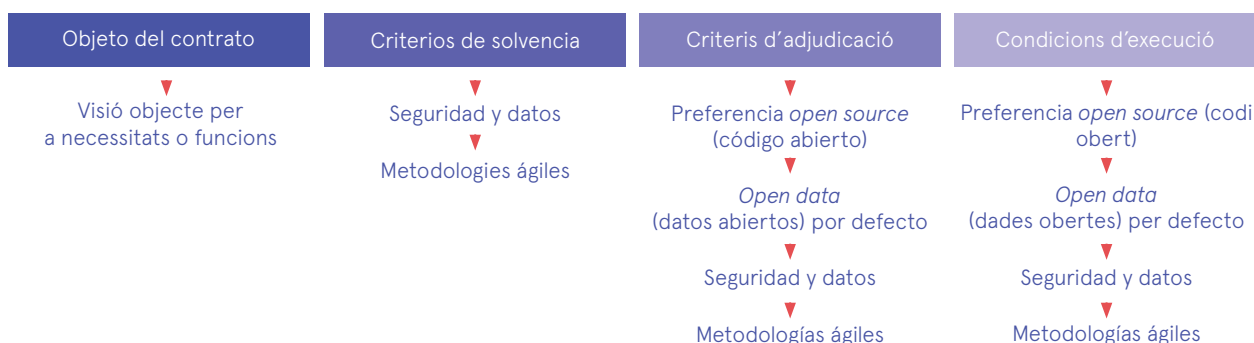 Objeto del contrato
Visió objecte per
a necessitats o funcions
Criterios de solvencia
Seguridad y datos
Metodologies ágiles
Criteris d'adjudicació
Preferencia open source
(código abierto)
Open data
(datos abiertos) por defecto
Seguridad y datos
Metodologías ágiles
Condicions d'execució
Preferencia open source (codi
obert)
Open data
(dades obertes) per defecto
Seguridad y datos
Metodologías ágiles